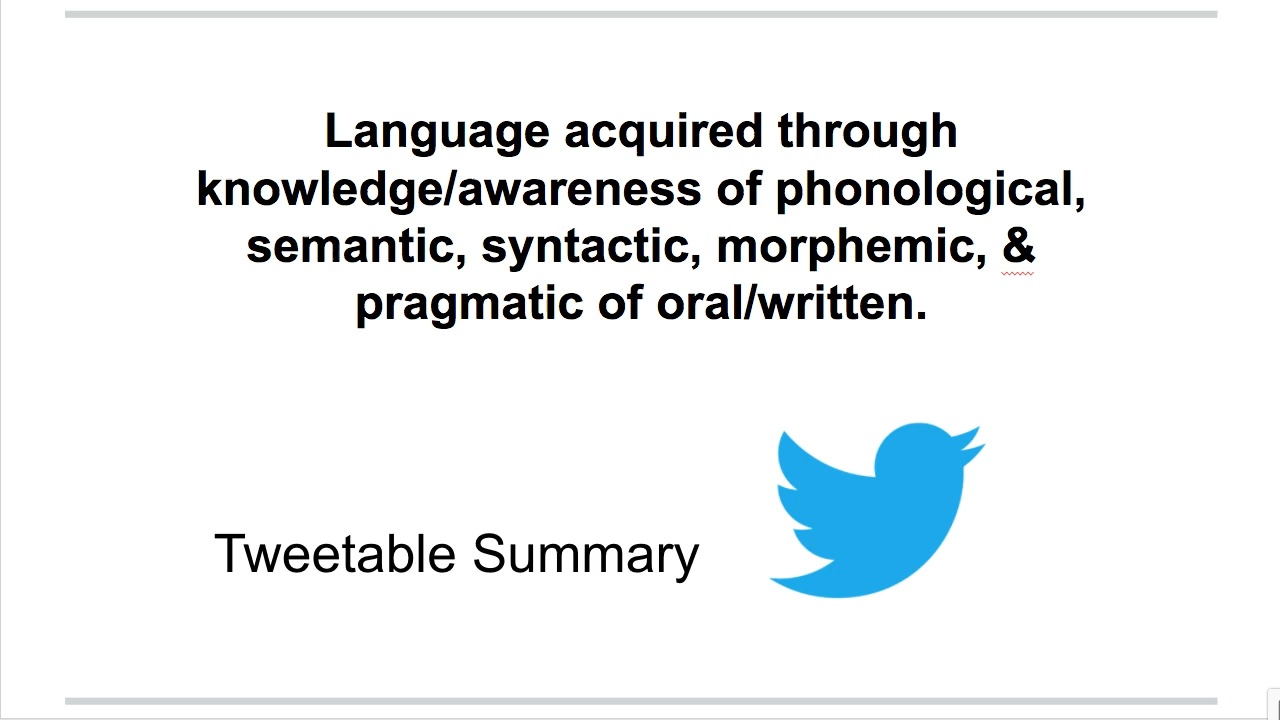 Language acquired through
knowledge/awareness of phonological,
semantic, syntactic, morphemic, &
pragmatic of oral/written.
Tweetable Summary